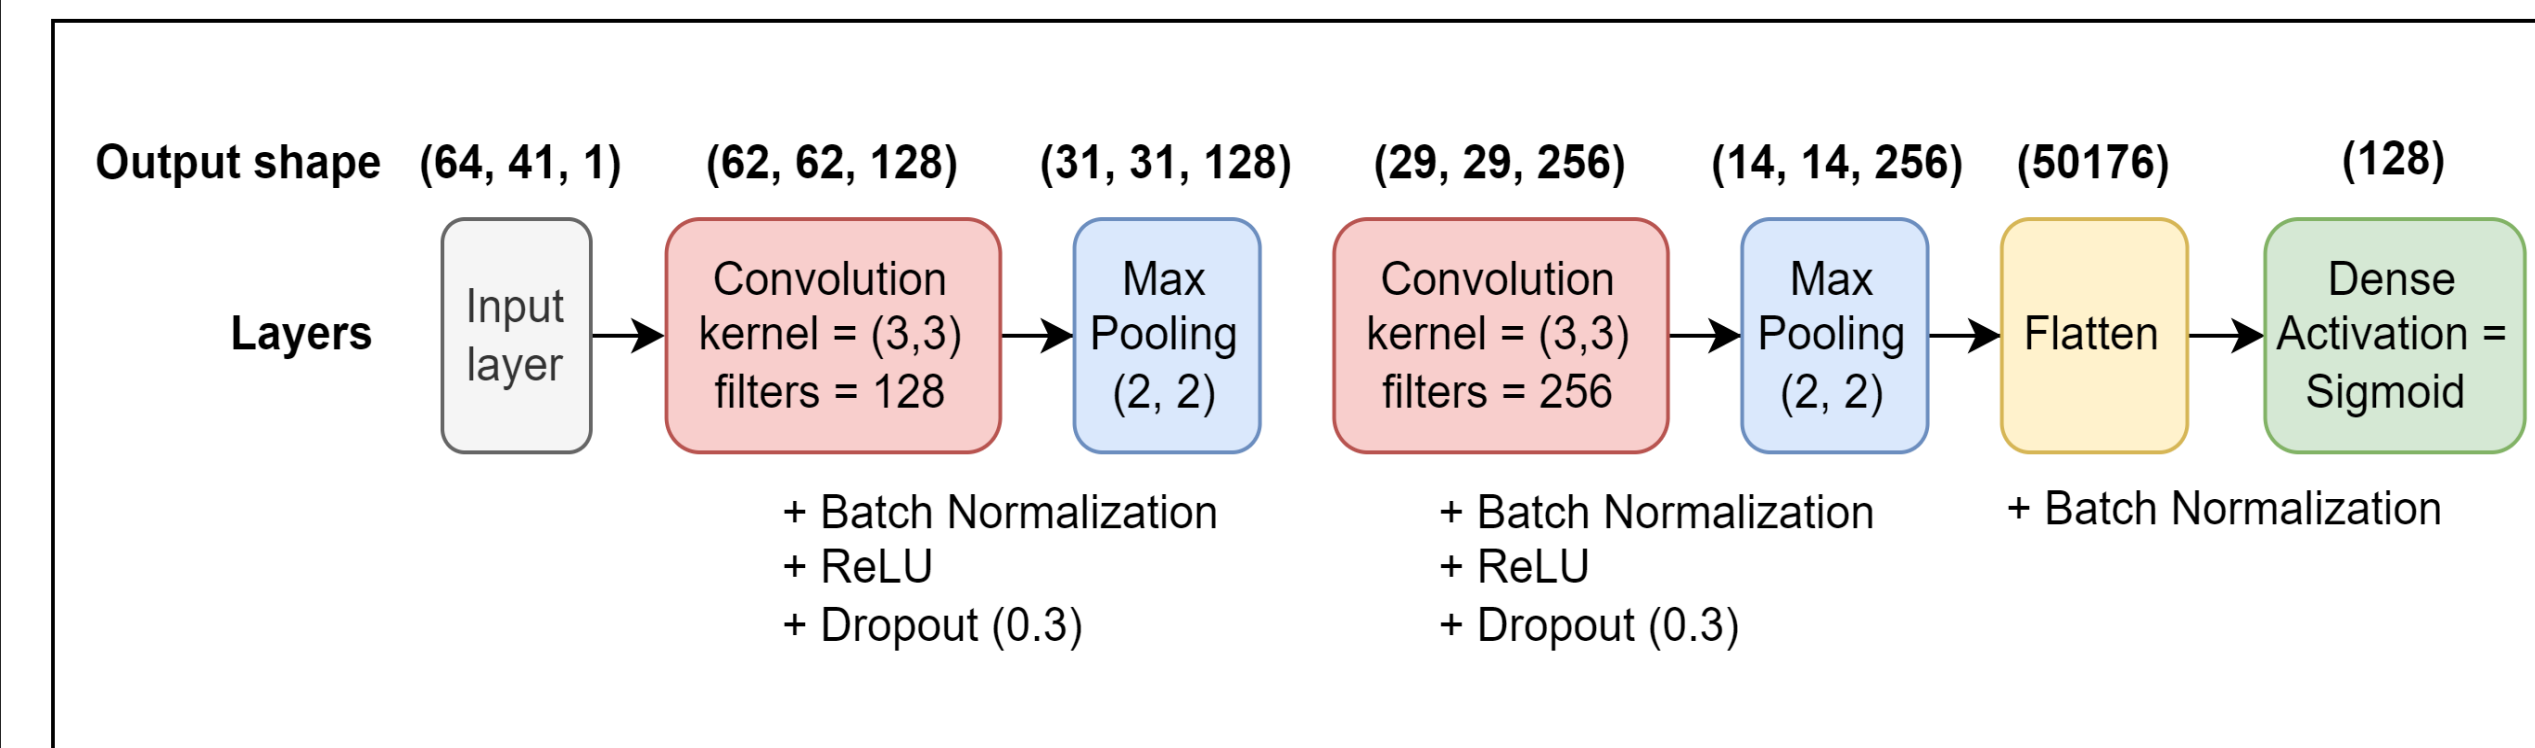 Output shape (64, 41, 1) (62, 62, 128) (31, 31, 128) (29, 29, 256) (14, 14, 256) (50176) (128)
Layers
Input
layer
Convolution
kernel = (3,3)
filters = 128
Max
Pooling
(2, 2)
Convolution
kernel = (3,3)
filters = 256
Max
Pooling
(2, 2)
Flatten
Dense
Activation =
Sigmoid
+ Batch Normalization
+ ReLU
+ Dropout (0.3)
+ Batch Normalization
+ ReLU
+ Dropout (0.3)
+ Batch Normalization